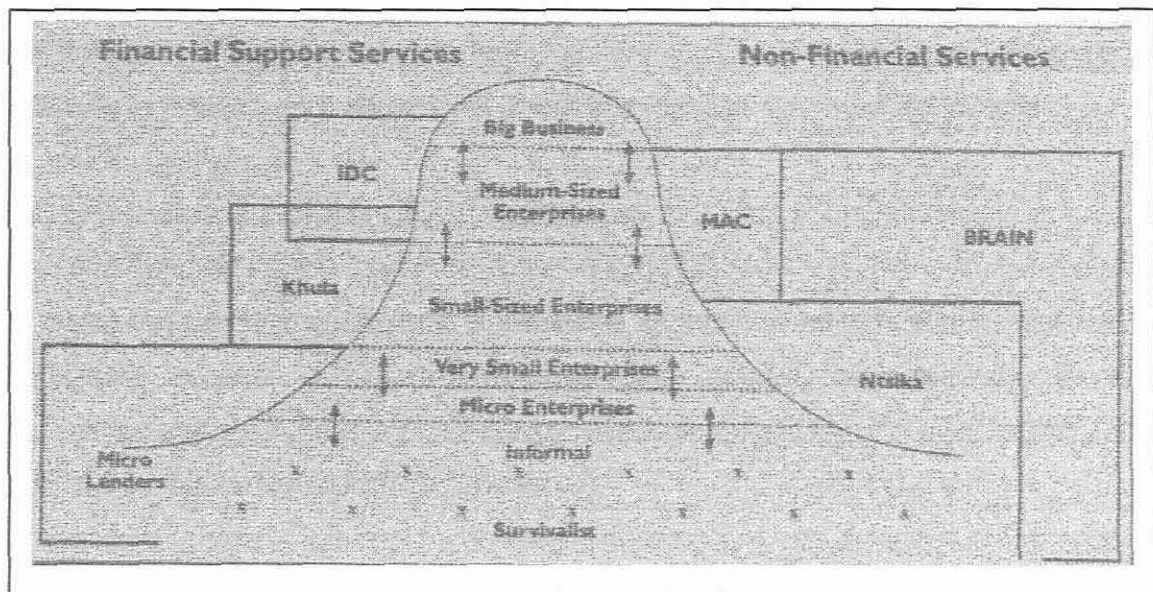 Financial Support Services
Non-Financial Services
Big Business
IDC
Medium-Sized
Enterprises
MAC
BRAIN
Khula
Small-Sized Enterprises
Very Small Enterprises
Ntsika
Micro Enterprises
Informal
Micro
Lenders
x x x x x x
x x x x x x x
Survivalist